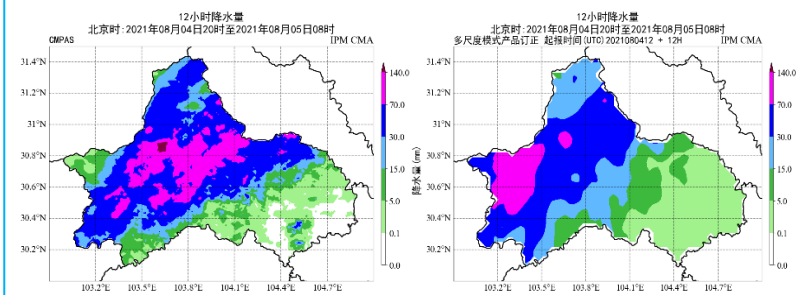 12小时降水量
北京时:2021年08月04日20时至2021年08月05日08时
CMPAS
IPM CMA
31.4°N
31.2°N
31°N
30.8°N
30.6°N
30.4°N
30.2°N
103.2°E
103.5°E
103.8°E
104.1°E
104.4°E
104.7°E
140.0
70.0
30.0
15.0
5.0
0.1
0.0
降水量(mm)
12小时降水量
北京时:2021年08月04日20时至2021年08月05日08时
多尺度模式产品订正 起报时间(UTC)2021080412 + 12H
IPM CMA
31.4°N
31.2°N
31°N
30.8°N
30.6°N
30.4°N
30.2°N
103.2°E
103.5°E
103.8°E
104.1°E
104.4°E
104.7°E
140.0
70.0
30.0
15.0
5.0
0.1
0.0